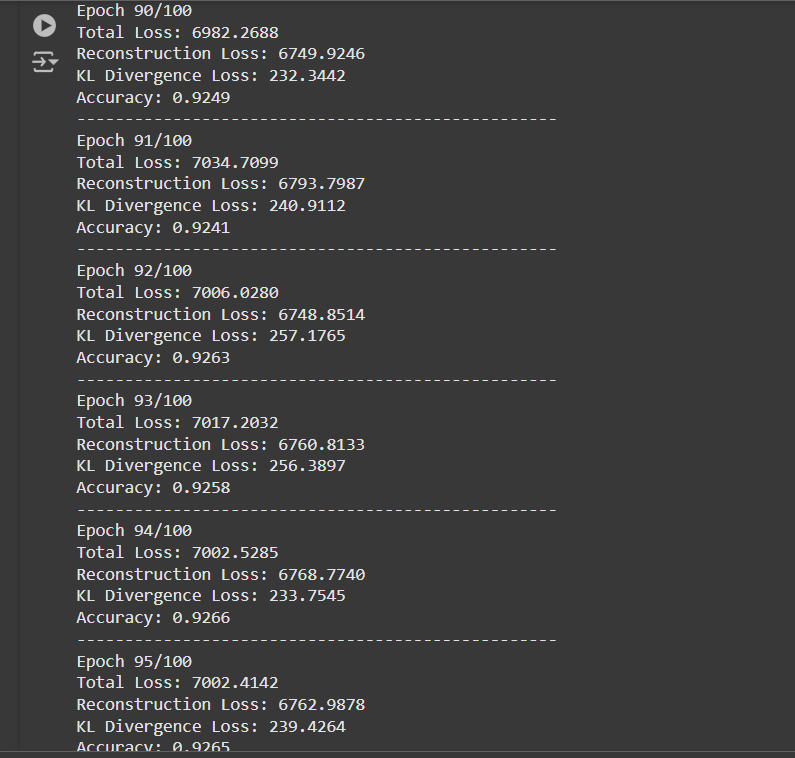 Epoch 90/100
Total Loss: 6982.2688
Reconstruction Loss: 6749.9246
KL Divergence Loss: 232.3442
Accuracy: 0.9249
--------------------------------------------------
Epoch 91/100
Total Loss: 7034.7099
Reconstruction Loss: 6793.7987
KL Divergence Loss: 240.9112
Accuracy: 0.9241
--------------------------------------------------
Epoch 92/100
Total Loss: 7006.0280
Reconstruction Loss: 6748.8514
KL Divergence Loss: 257.1765
Accuracy: 0.9263
--------------------------------------------------
Epoch 93/100
Total Loss: 7017.2032
Reconstruction Loss: 6760.8133
KL Divergence Loss: 256.3897
Accuracy: 0.9258
--------------------------------------------------
Epoch 94/100
Total Loss: 7002.5285
Reconstruction Loss: 6768.7740
KL Divergence Loss: 233.7545
Accuracy: 0.9266
--------------------------------------------------
Epoch 95/100
Total Loss: 7002.4142
Reconstruction Loss: 6762.9878
KL Divergence Loss: 239.4264
Accuracy: 0.9265